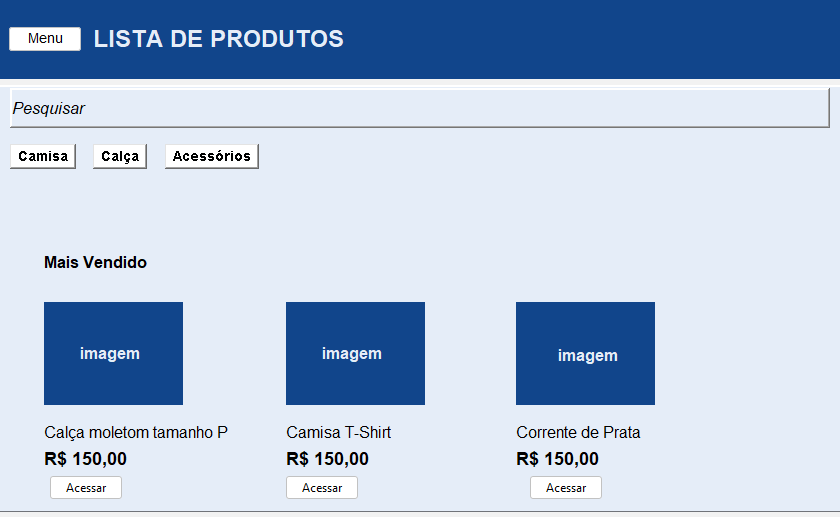 Menu LISTA DE PRODUTOS
Pesquisar
Camisa Calça Acessórios
Mais Vendido
imagem imagem imagem
Calça moletom tamanho P Camisa T-Shirt Corrente de Prata
R$ 150,00 R$ 150,00 R$ 150,00
Acessar Acessar Acessar